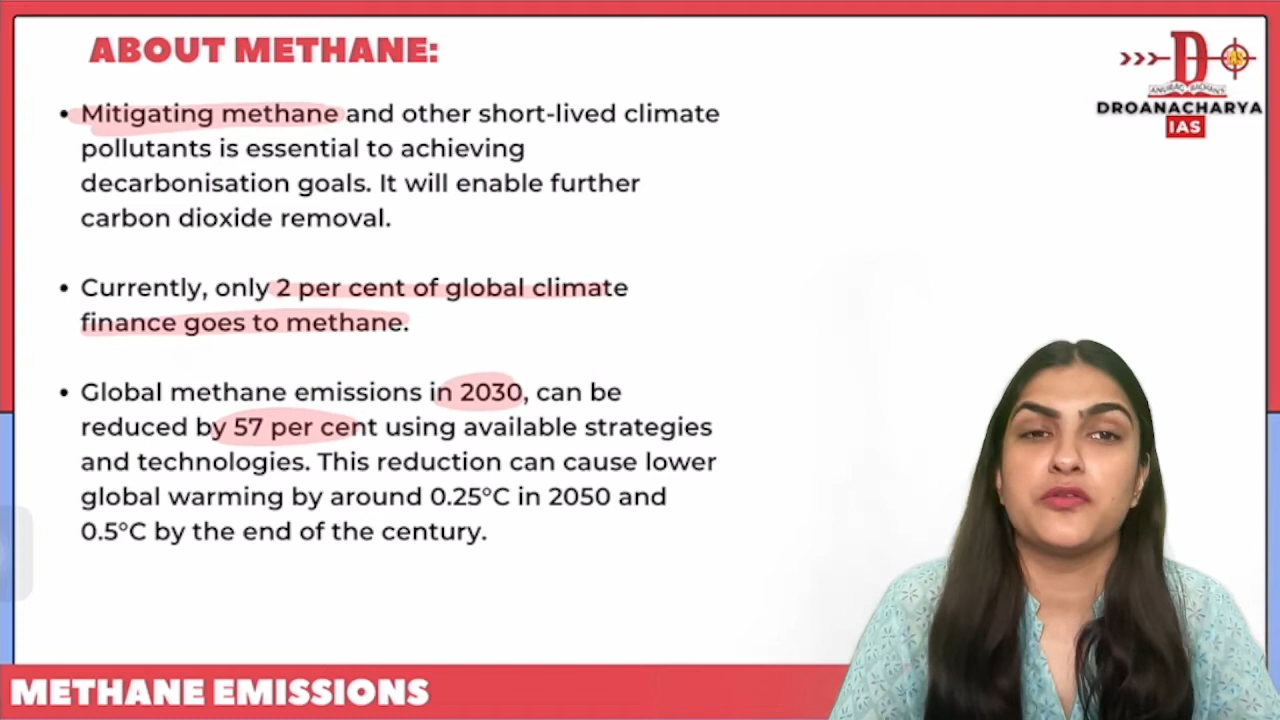 ABOUT METHANE:
• Mitigating methane and other short-lived climate
pollutants is essential to achieving
decarbonisation goals. It will enable further
carbon dioxide removal.
• Currently, only 2 per cent of global climate
finance goes to methane.
• Global methane emissions in 2030, can be
reduced by 57 per cent using available strategies
and technologies. This reduction can cause lower
global warming by around 0.25°C in 2050 and
0.5°C by the end of the century.
D
IAS
DROANACHARYA
IAS
METHANE EMISSIONS